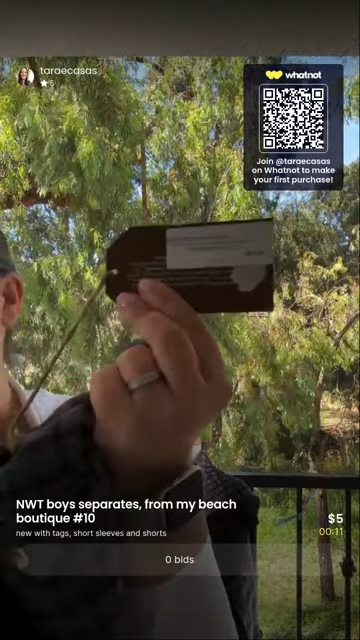 taraecasas
★5
whatnot
Join @taraecasas
on Whatnot to make
your first purchase!
NWT boys separates, from my beach
boutique #10
$5
new with tags, short sleeves and shorts
00:11
0 bids